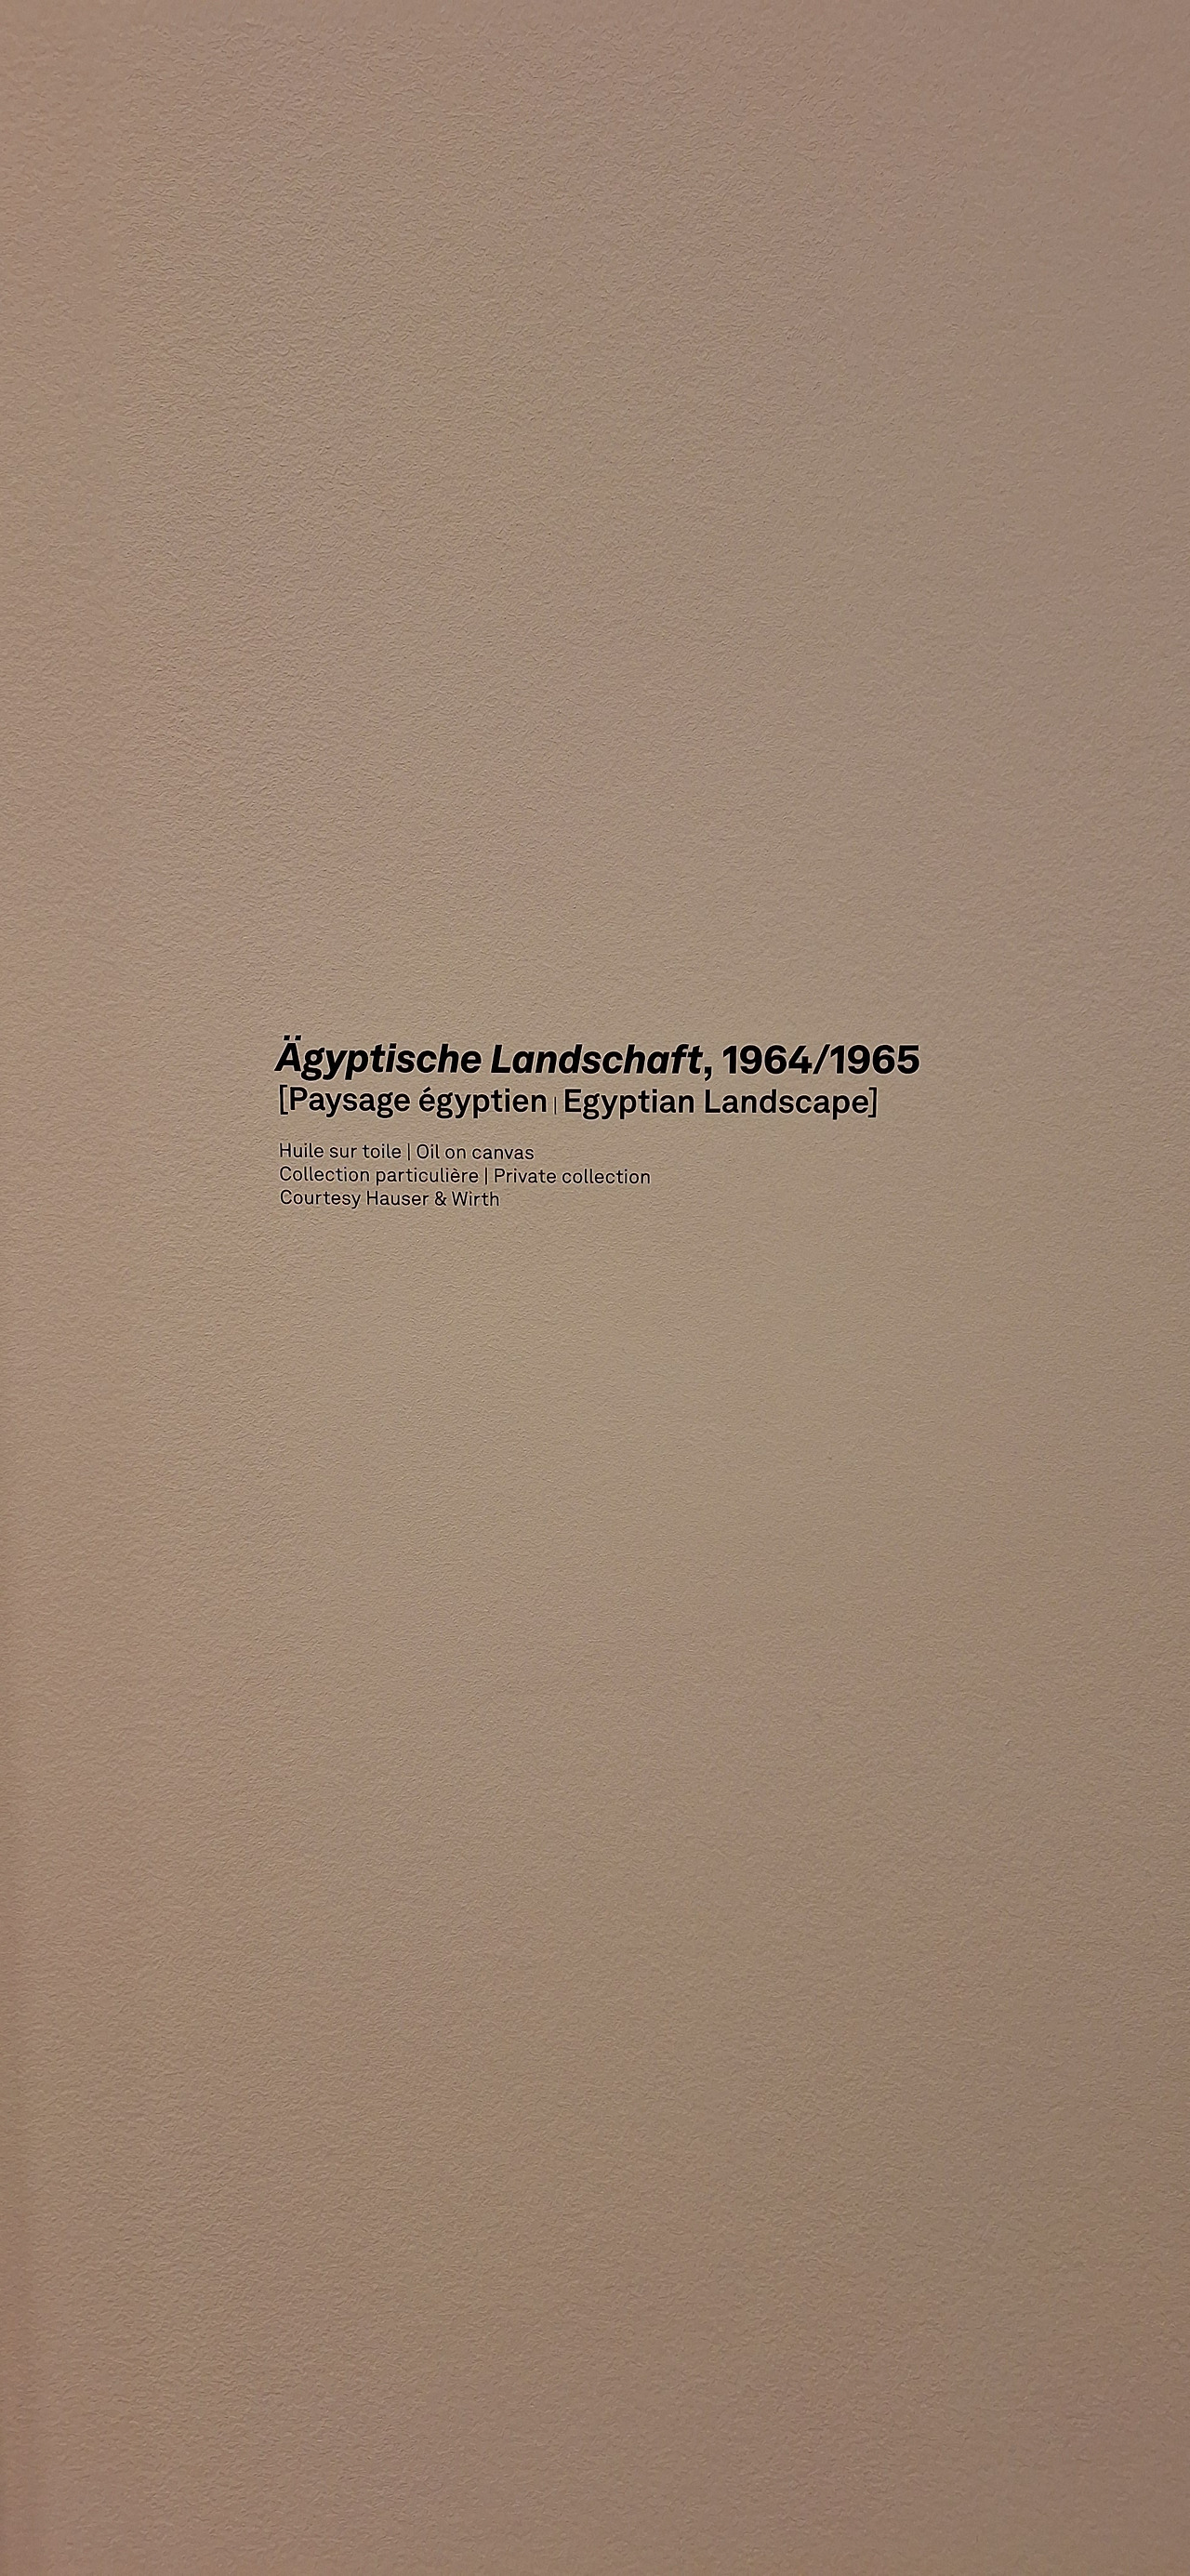 Ägyptische Landschaft, 1964/1965
[Paysage égyptien | Egyptian Landscape]
Huile sur toile | Oil on canvas
Collection particulière | Private collection
Courtesy Hauser & Wirth